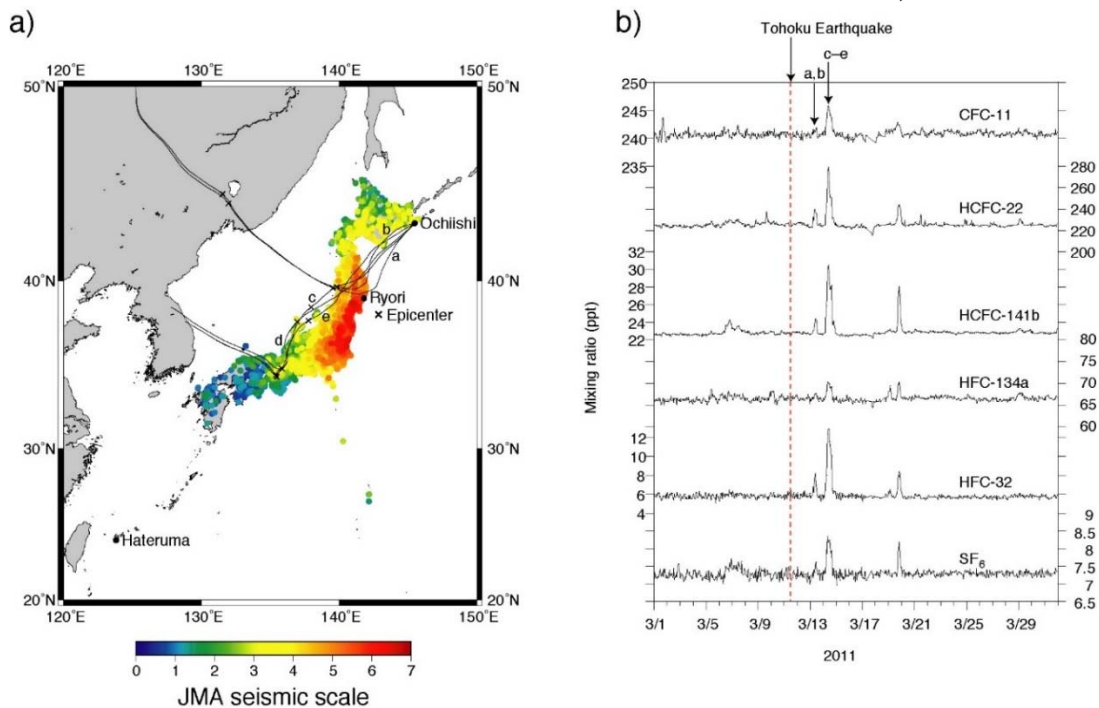 a)
120°E 130°E 140°E 150°E
50°N 50°N
Ochiishi
b
a
40°N 40°N
c
Ryori
e
Epicenter
d
30°N 30°N
Hateruma
20°N 20°N
120°E 130°E 140°E 150°E
0 1 2 3 4 5 6 7
JMA seismic scale
b)
Tohoku Earthquake
c–e
a,b
250
245
240
235
CFC-11
280
260
240
220
200
HCFC-22
32
30
28
26
24
22
HCFC-141b
80
75
70
65
60
HFC-134a
12
10
8
6
4
HFC-32
9
8.5
8
7.5
7
6.5
SF6
Mixing ratio (ppt)
3/1 3/5 3/9 3/13 3/17 3/21 3/25 3/29
2011